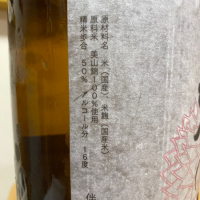 原材料名 米(国産)、米麹(国産米)
原料米 美山錦100%使用
精米歩合 50% アルコール分 16度